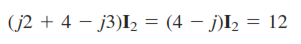 (j2 + 4 − j3)I₂ = (4 − j)I₂ = 12